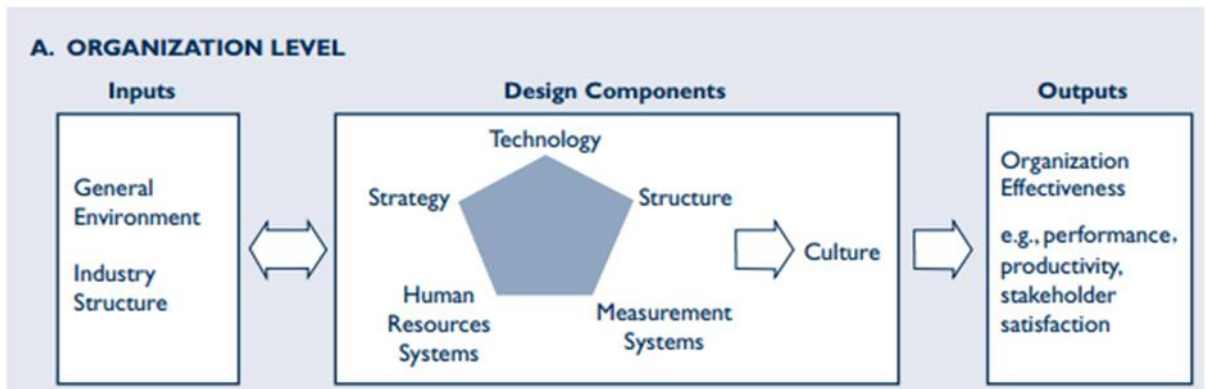 A. ORGANIZATION LEVEL
Inputs
General
Environment
Industry
Structure
Design Components
Technology
Strategy
Structure
Human
Resources
Systems
Measurement
Systems
Culture
Outputs
Organization
Effectiveness
e.g., performance,
productivity,
stakeholder
satisfaction